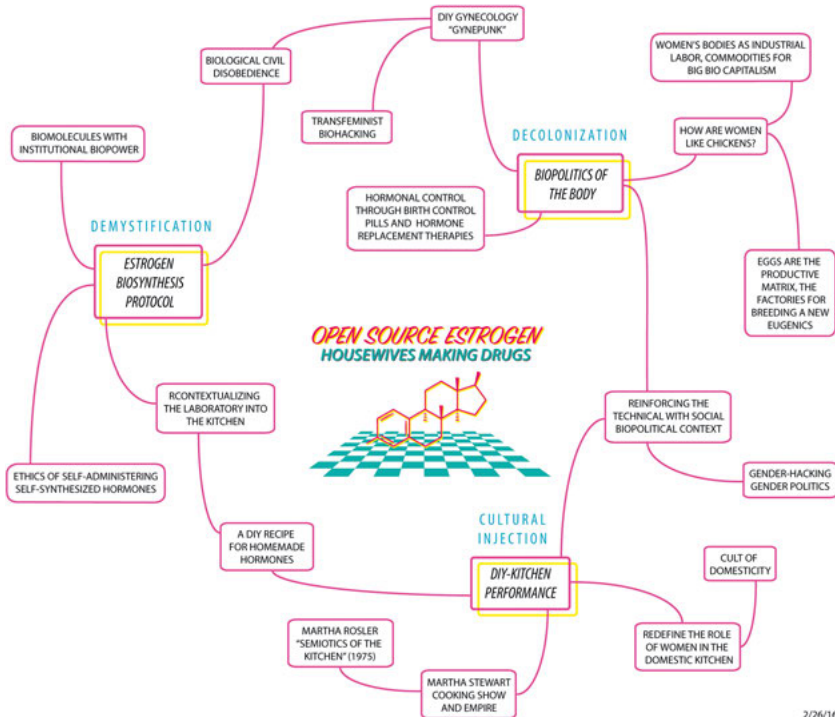 DIY GYNECOLOGY
"GYNEPUNK"
BIOLOGICAL CIVIL
DISOBEDIENCE
WOMEN'S BODIES AS INDUSTRIAL
LABOR, COMMODITIES FOR
BIG BIO CAPITALISM
TRANSFEMINIST
BIOHACKING
BIOMOLECULES WITH
INSTITUTIONAL BIOPOWER
DECOLONIZATION
HOW ARE WOMEN
LIKE CHICKENS?
BIOPOLITICS OF
THE BODY
HORMONAL CONTROL
THROUGH BIRTH CONTROL
PILLS AND HORMONE
REPLACEMENT THERAPIES
DEMYSTIFICATION
ESTROGEN
BIOSYNTHESIS
PROTOCOL
EGGS ARE THE
PRODUCTIVE
MATRIX, THE
FACTORIES FOR
BREEDING A NEW
EUGENICS
OPEN SOURCE ESTROGEN
HOUSEWIVES MAKING DRUGS
RCONTEXTUALIZING
THE LABORATORY INTO
THE KITCHEN
REINFORCING THE
TECHNICAL WITH SOCIAL
BIOPOLITICAL CONTEXT
ETHICS OF SELF-ADMINISTERING
SELF-SYNTHESIZED HORMONES
GENDER-HACKING
GENDER POLITICS
A DIY RECIPE
FOR HOMEMADE
HORMONES
CULTURAL
INJECTION
DIY-KITCHEN
PERFORMANCE
CULT OF
DOMESTICITY
MARTHA ROSLER
"SEMIOTICS OF THE
KITCHEN" (1975)
REDEFINE THE ROLE
OF WOMEN IN THE
DOMESTIC KITCHEN
MARTHA STEWART
COOKING SHOW
AND EMPIRE